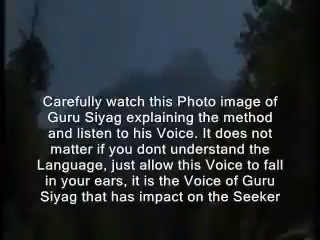 Carefully watch this Photo image of
Guru Siyag explaining the method
and listen to his Voice. It does not
matter if you dont understand the
Language, just allow this Voice to fall
in your ears, it is the Voice of Guru
Siyag that has impact on the Seeker